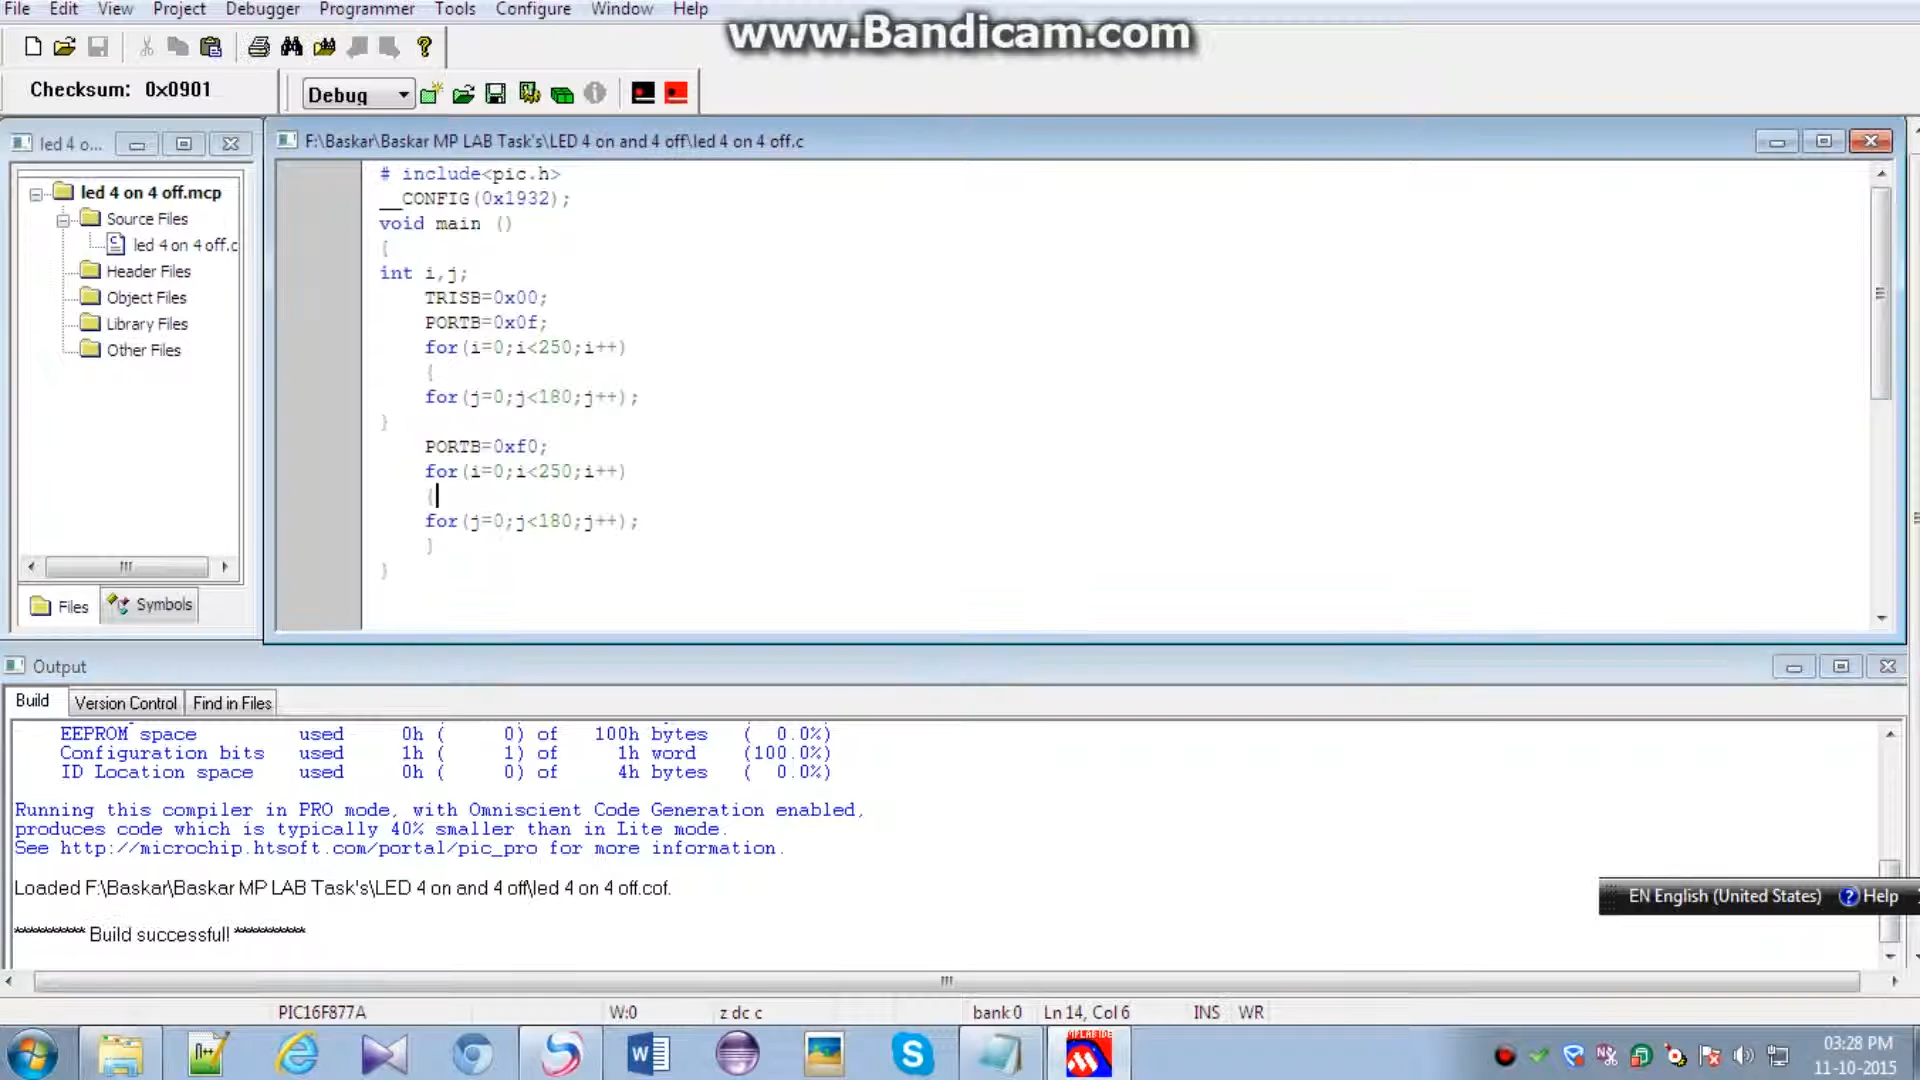 File Edit View Project Debugger Programmer Tools Configure Window Help
www.Bandicam.com
Checksum: 0x0901
Debug
led 4 o...
F:\Baskar\Baskar MP LAB Task's\LED 4 on and 4 off\led 4 on 4 off.c
led 4 on 4 off.mcp
Source Files
led 4 on 4 off.c
Header Files
Object Files
Library Files
Other Files
Files
Symbols
# include<pic.h>
__CONFIG(0x1932);
void main ()
{
int i,j;
TRISB=0x00;
PORTB=0x0f;
for(i=0;i<250;i++)
{
for(j=0;j<180;j++);
}
PORTB=0xf0;
for(i=0;i<250;i++)
{
for(j=0;j<180;j++);
}
}
Output
Build Version Control Find in Files
EEPROM space used 0h ( 0) of 100h bytes ( 0.0%)
Configuration bits used 1h ( 1) of 1h word (100.0%)
ID Location space used 0h ( 0) of 4h bytes ( 0.0%)
Running this compiler in PRO mode, with Omniscient Code Generation enabled,
produces code which is typically 40% smaller than in Lite mode.
See http://microchip.htsoft.com/portal/pic_pro for more information.
Loaded F:\Baskar\Baskar MP LAB Task's\LED 4 on and 4 off\led 4 on 4 off.cof.
********** Build successful! **********
EN English (United States) Help
PIC16F877A W:0 z dc c bank 0 Ln 14, Col 6 INS WR
MPLAB IDE
03:28 PM
11-10-2015